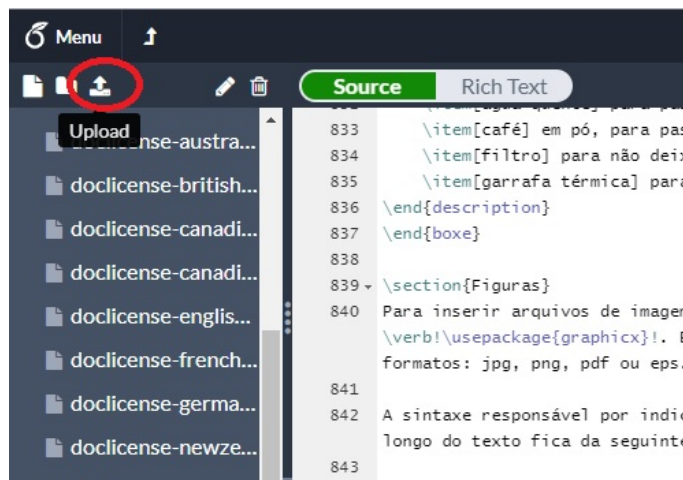 Menu
Source Rich Text
Upload
doclicense-austra...
doclicense-british...
doclicense-canadi...
doclicense-canadi...
doclicense-englis...
doclicense-french...
doclicense-germa...
doclicense-newze...
833 \item[café] em pó, para pas
834 \item[filtro] para não deix
835 \item[garrafa térmica] para
836 \end{description}
837 \end{boxe}
838
839 \section{Figuras}
840 Para inserir arquivos de imagem
\verb!\usepackage{graphicx}!. E
formatos: jpg, png, pdf ou eps.
841
842 A sintaxe responsável por indic
longo do texto fica da seguinte
843